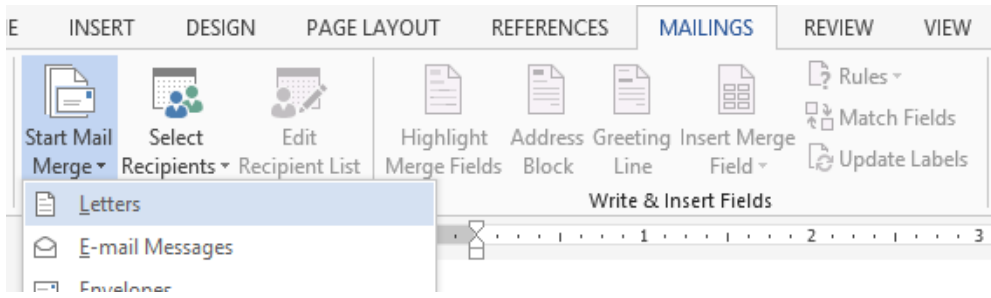 E INSERT DESIGN PAGE LAYOUT REFERENCES MAILINGS REVIEW VIEW
Start Mail Merge
Select Recipients
Edit Recipient List
Highlight Merge Fields
Address Block
Greeting Line
Insert Merge Field
Rules
Match Fields
Update Labels
Write & Insert Fields
Letters
E-mail Messages
Envelopes
1 2 3